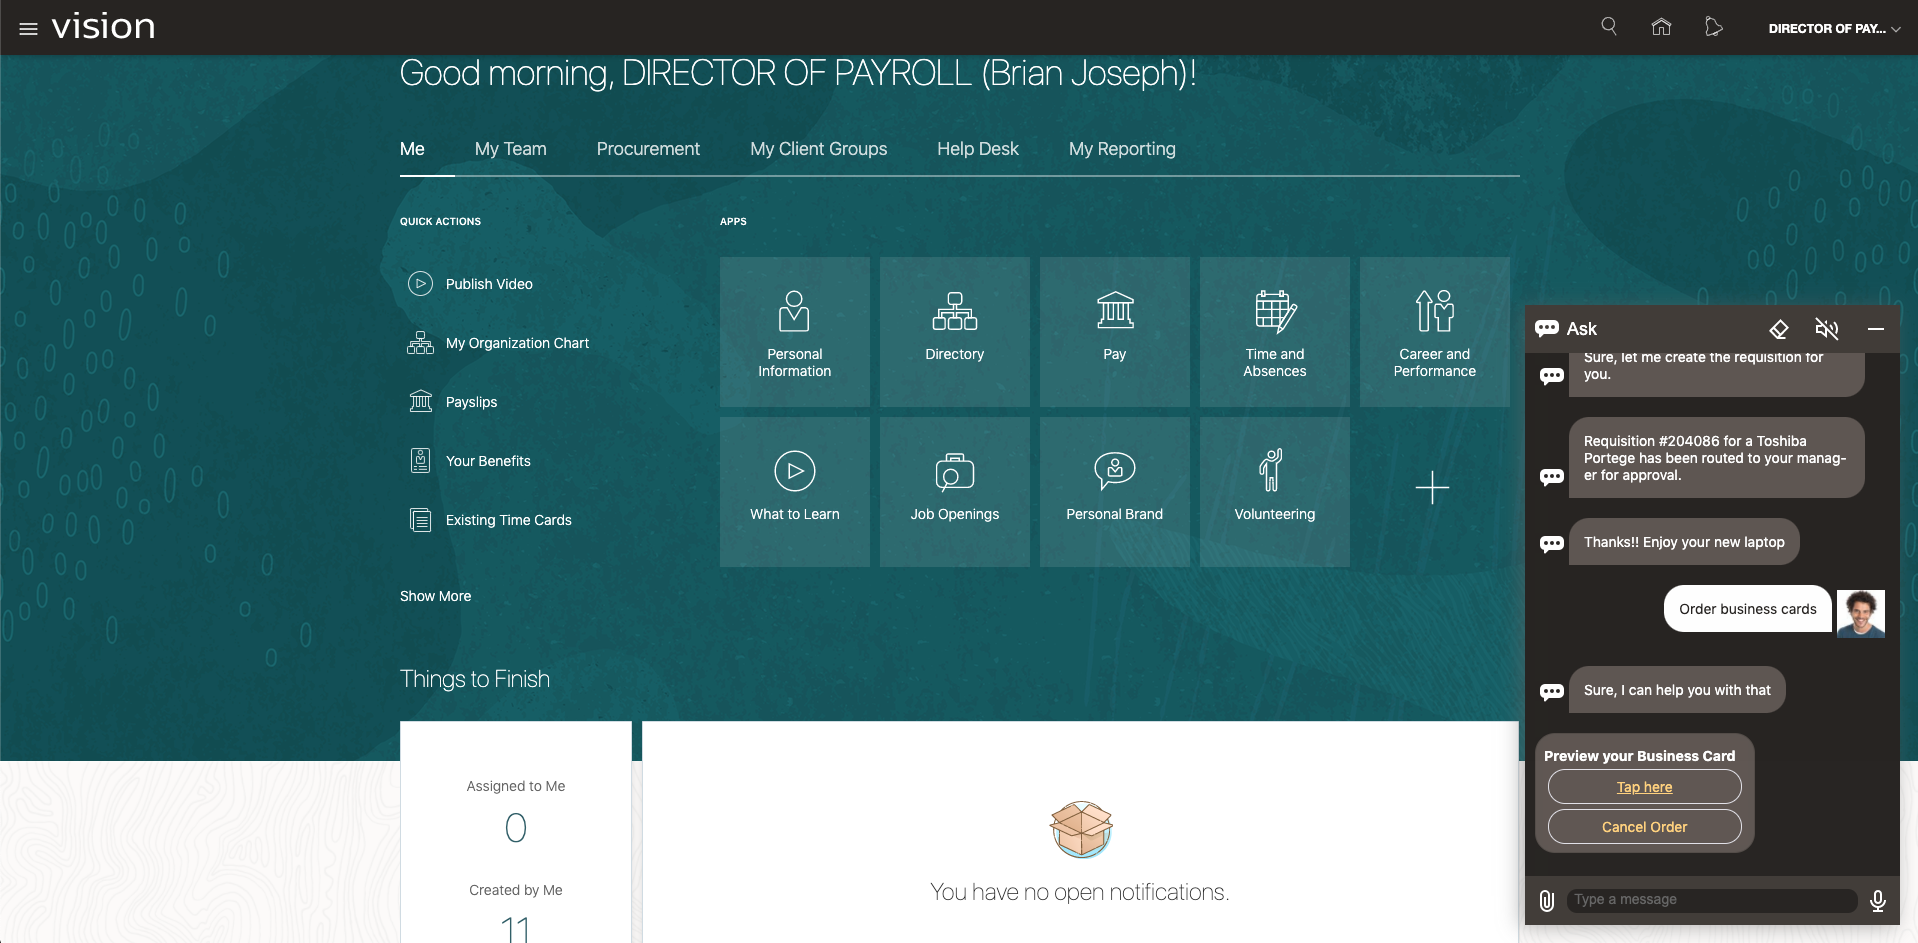 vision
DIRECTOR OF PAY...
Good morning, DIRECTOR OF PAYROLL (Brian Joseph)!
Me
My Team
Procurement
My Client Groups
Help Desk
My Reporting
QUICK ACTIONS
Publish Video
My Organization Chart
Payslips
Your Benefits
Existing Time Cards
Show More
APPS
Personal
Information
Directory
Pay
Time and
Absences
Career and
Performance
What to Learn
Job Openings
Personal Brand
Volunteering
Things to Finish
Assigned to Me
0
Created by Me
11
You have no open notifications.
Ask
Sure, let me create the requisition for
you.
Requisition #204086 for a Toshiba
Portege has been routed to your manag-
er for approval.
Thanks!! Enjoy your new laptop
Order business cards
Sure, I can help you with that
Preview your Business Card
Tap here
Cancel Order
Type a message